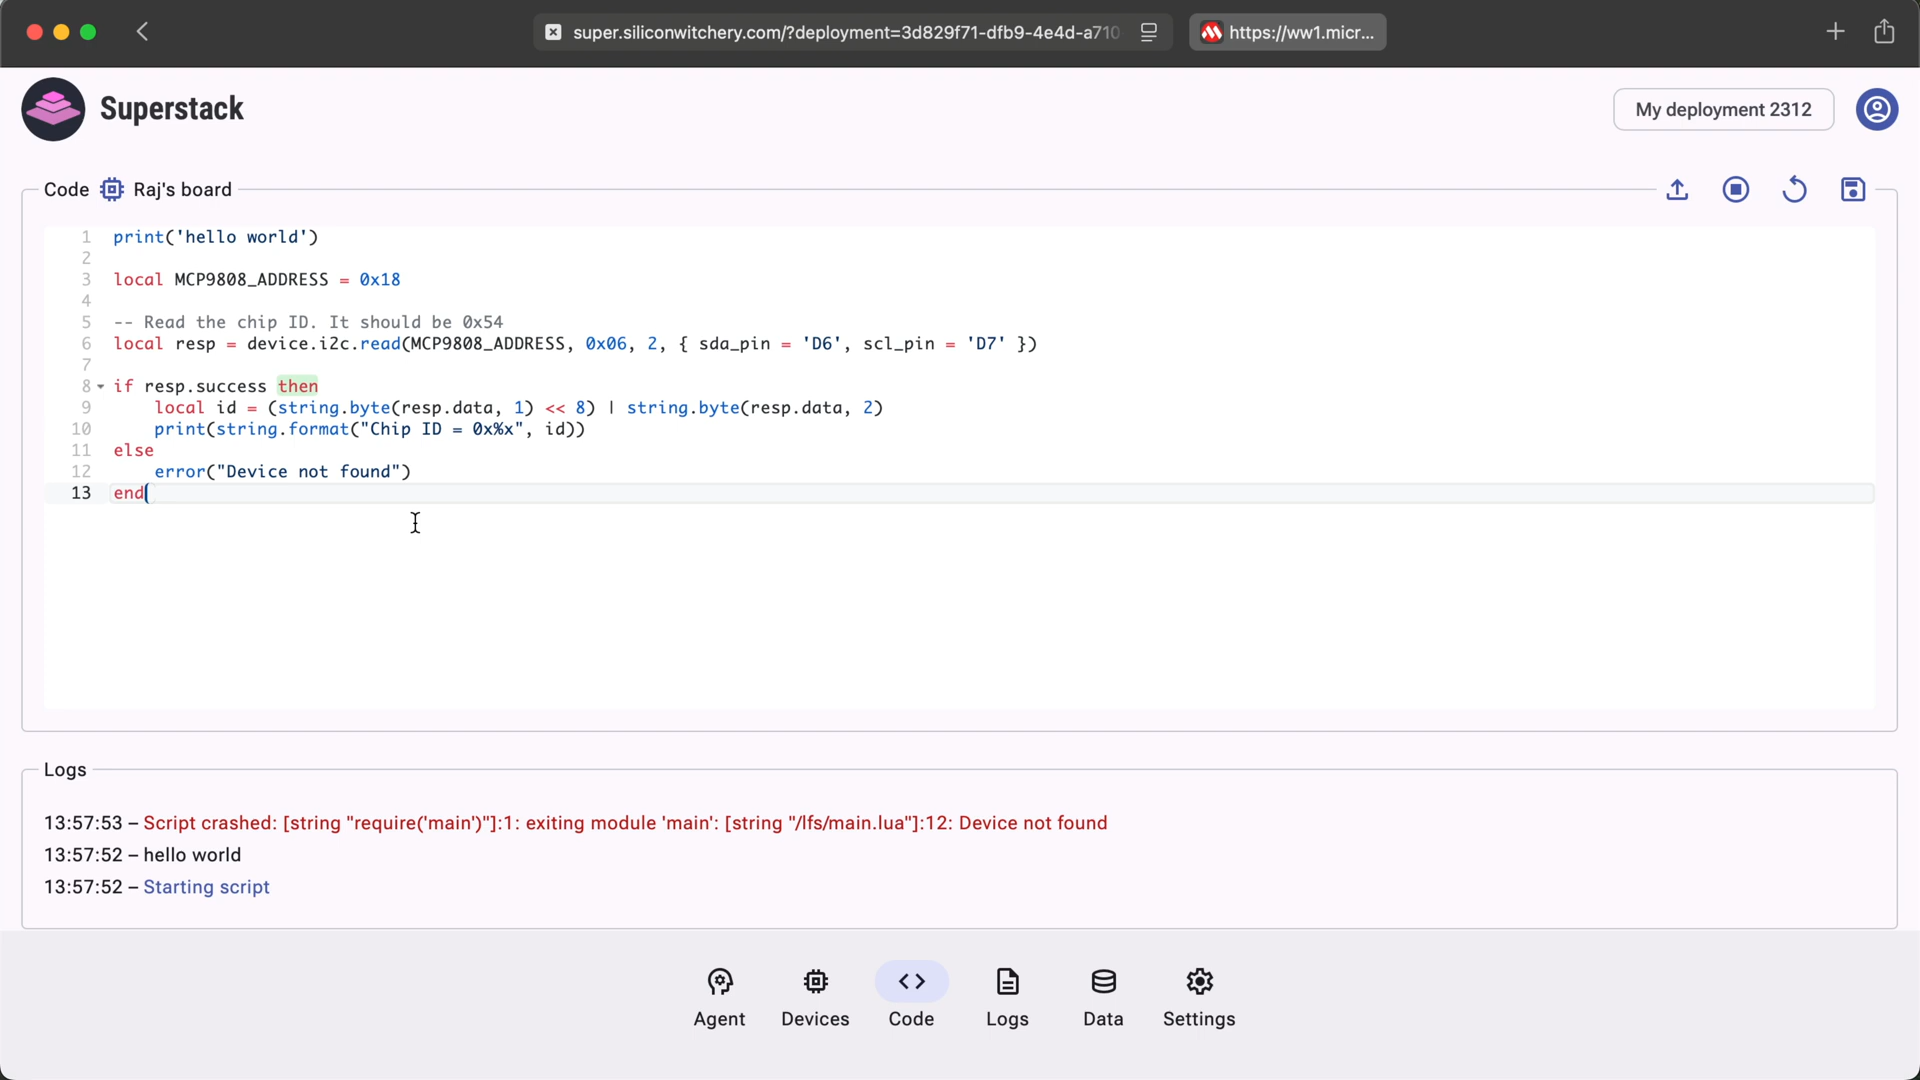 super.siliconwitchery.com/?deployment=3d829f71-dfb9-4e4d-a710
https://ww1.micr...
Superstack
My deployment 2312
Code Raj's board
1 print('hello world')
2
3 local MCP9808_ADDRESS = 0x18
4
5 -- Read the chip ID. It should be 0x54
6 local resp = device.i2c.read(MCP9808_ADDRESS, 0x06, 2, { sda_pin = 'D6', scl_pin = 'D7' })
7
8 if resp.success then
9 local id = (string.byte(resp.data, 1) << 8) | string.byte(resp.data, 2)
10 print(string.format("Chip ID = 0x%x", id))
11 else
12 error("Device not found")
13 end
Logs
13:57:53 – Script crashed: [string "require('main')"]:1: exiting module 'main': [string "/lfs/main.lua"]:12: Device not found
13:57:52 – hello world
13:57:52 – Starting script
Agent Devices Code Logs Data Settings